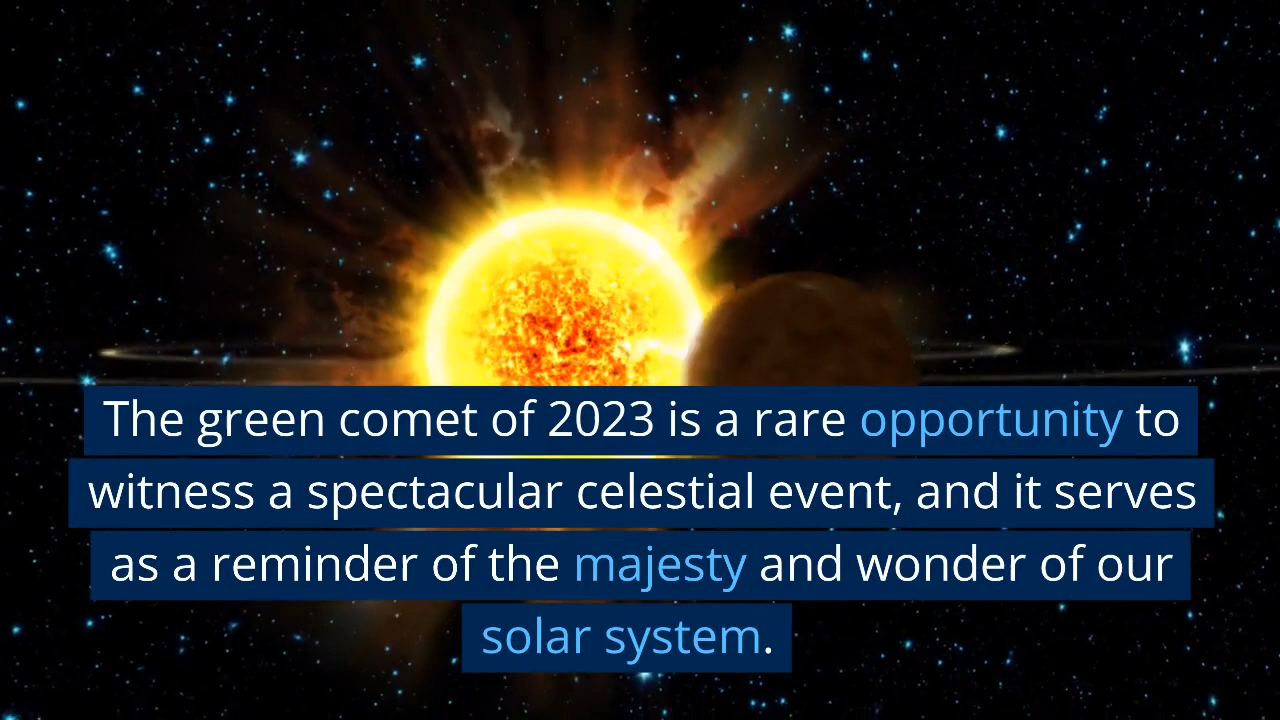 The green comet of 2023 is a rare opportunity to
witness a spectacular celestial event, and it serves
as a reminder of the majesty and wonder of our
solar system.